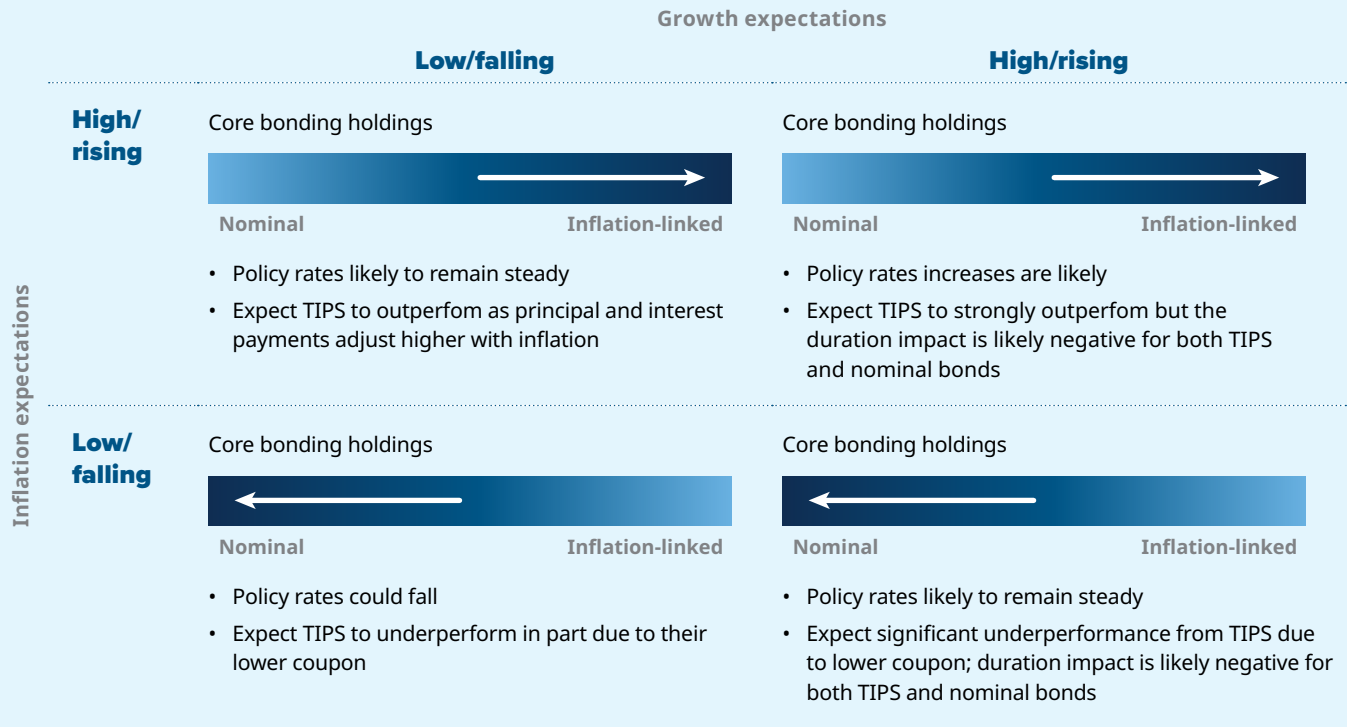 Growth expectations
Low/falling
High/rising
Inflation expectations
High/
rising
Core bonding holdings
Nominal
Inflation-linked
• Policy rates likely to remain steady
• Expect TIPS to outperfom as principal and interest
payments adjust higher with inflation
Core bonding holdings
Nominal
Inflation-linked
• Policy rates increases are likely
• Expect TIPS to strongly outperfom but the
duration impact is likely negative for both TIPS
and nominal bonds
Low/
falling
Core bonding holdings
Nominal
Inflation-linked
• Policy rates could fall
• Expect TIPS to underperform in part due to their
lower coupon
Core bonding holdings
Nominal
Inflation-linked
• Policy rates likely to remain steady
• Expect significant underperformance from TIPS due
to lower coupon; duration impact is likely negative for
both TIPS and nominal bonds